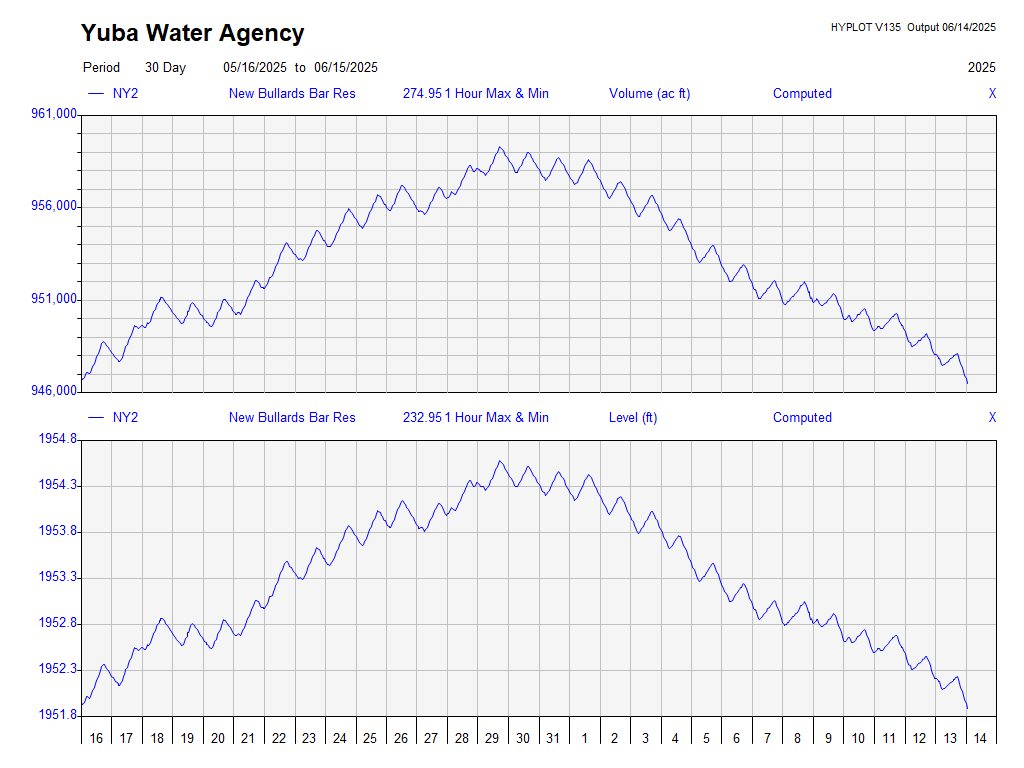 Yuba Water Agency
HYPLOT V135 Output 06/14/2025
Period 30 Day 05/16/2025 to 06/15/2025 2025
NY2 New Bullards Bar Res 274.95 1 Hour Max & Min Volume (ac ft) Computed X
961,000
956,000
951,000
946,000
NY2 New Bullards Bar Res 232.95 1 Hour Max & Min Level (ft) Computed X
1954.8
1954.3
1953.8
1953.3
1952.8
1952.3
1951.8
16 17 18 19 20 21 22 23 24 25 26 27 28 29 30 31 1 2 3 4 5 6 7 8 9 10 11 12 13 14